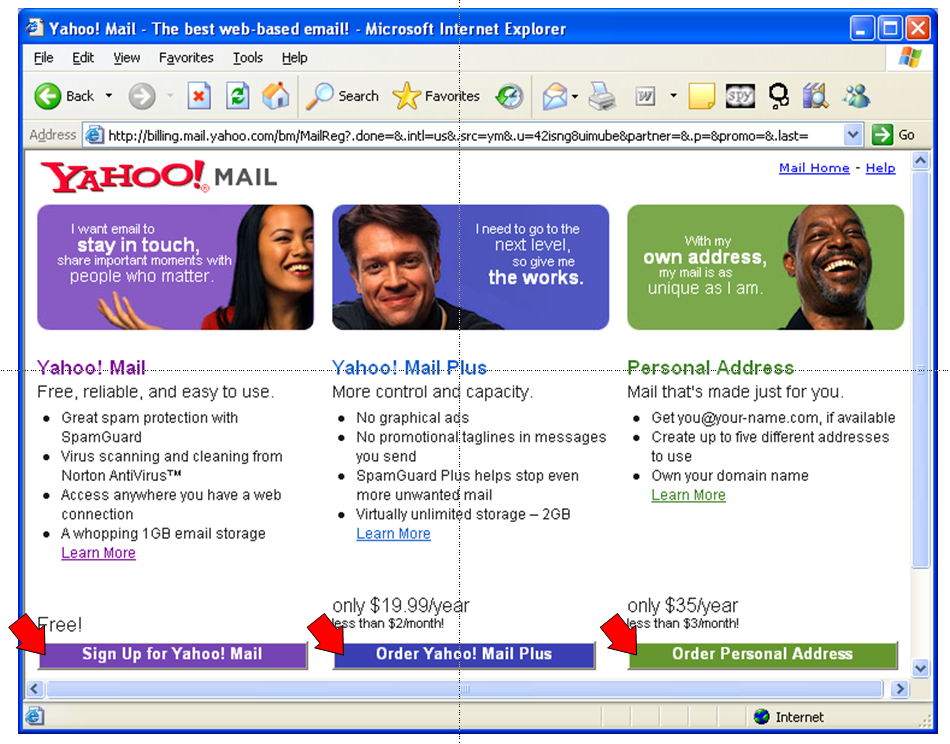 Yahoo! Mail - The best web-based email! - Microsoft Internet Explorer
File Edit View Favorites Tools Help
Back Search Favorites W spy
Address http://billing.mail.yahoo.com/bm/MailReg?.done=&.intl=us&.src=ym&.u=42isng8uimube&partner=&.p=&promo=&.last= Go
YAHOO!® MAIL
Mail Home - Help
I want email to
stay in touch,
share important moments with
people who matter.
I need to go to the
next level,
so give me
the works.
With my
own address,
my mail is as
unique as I am.
Yahoo! Mail
Free, reliable, and easy to use.
• Great spam protection with
SpamGuard
• Virus scanning and cleaning from
Norton AntiVirus™
• Access anywhere you have a web
connection
• A whopping 1GB email storage
Learn More
Free!
Sign Up for Yahoo! Mail
Yahoo! Mail Plus
More control and capacity.
• No graphical ads
• No promotional taglines in messages
you send
• SpamGuard Plus helps stop even
more unwanted mail
• Virtually unlimited storage – 2GB
Learn More
only $19.99/year
less than $2/month!
Order Yahoo! Mail Plus
Personal Address
Mail that's made just for you.
• Get you@your-name.com, if available
• Create up to five different addresses
to use
• Own your domain name
Learn More
only $35/year
less than $3/month!
Order Personal Address
Internet